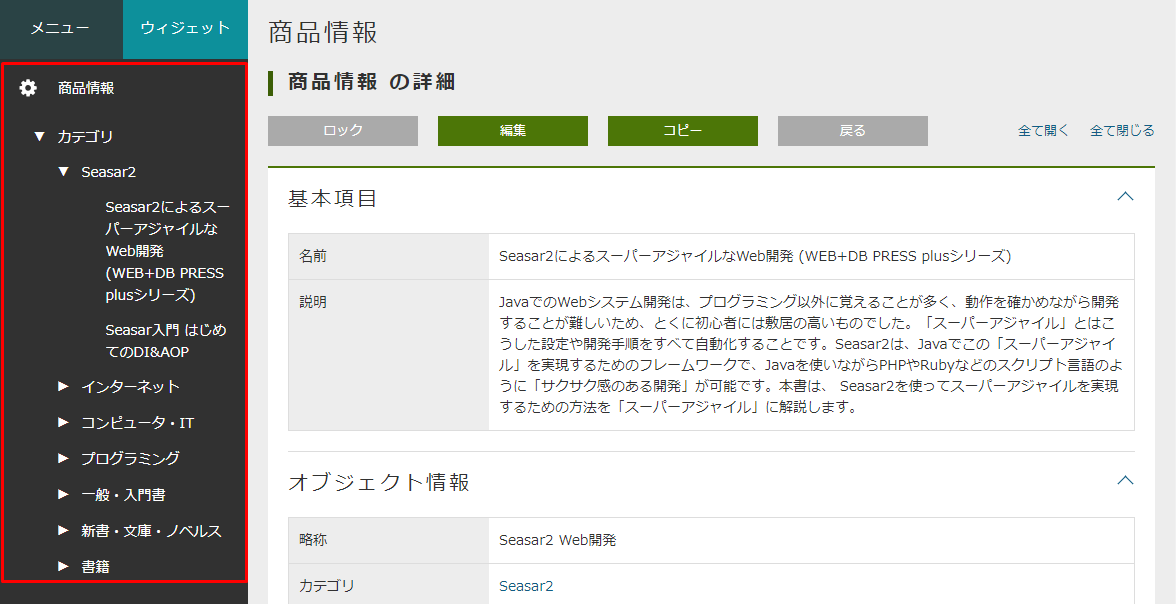 メニュー
ウィジェット
商品情報
カテゴリ
Seasar2
Seasar2によるスー
パーアジャイルな
Web開発
(WEB+DB PRESS
plusシリーズ)
Seasar入門 はじめ
てのDI&AOP
インターネット
コンピュータ・IT
プログラミング
一般・入門書
新書・文庫・ノベルス
書籍
商品情報
商品情報 の詳細
ロック
編集
コピー
戻る
全て開く
全て閉じる
基本項目
名前
Seasar2によるスーパーアジャイルなWeb開発 (WEB+DB PRESS plusシリーズ)
説明
JavaでのWebシステム開発は、プログラミング以外に覚えることが多く、動作を確かめながら開発
することが難しいため、とくに初心者には敷居の高いものでした。「スーパーアジャイル」とはこ
うした設定や開発手順をすべて自動化することです。Seasar2は、Javaでこの「スーパーアジャイ
ル」を実現するためのフレームワークで、Javaを使いながらPHPやRubyなどのスクリプト言語のよ
うに「サクサク感のある開発」が可能です。本書は、 Seasar2を使ってスーパーアジャイルを実現
するための方法を「スーパーアジャイル」に解説します。
オブジェクト情報
略称
Seasar2 Web開発
カテゴリ
Seasar2